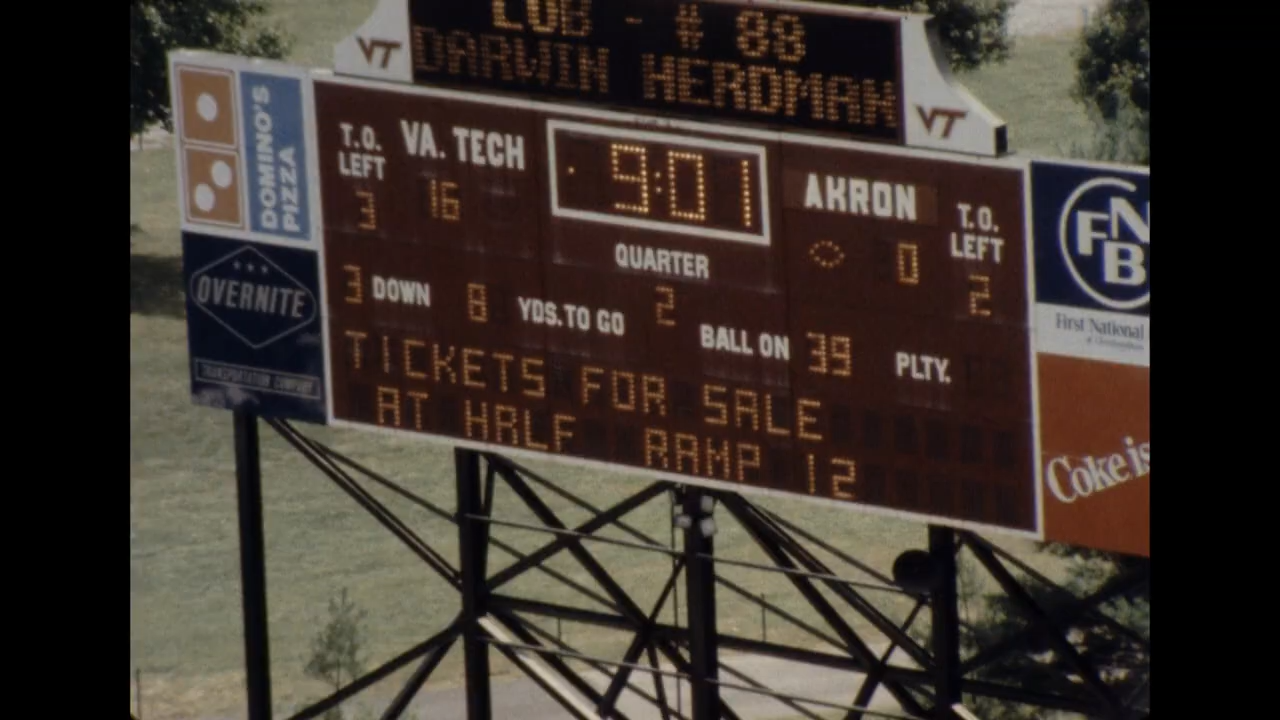 LUB - # 88
DARWIN HERDMAN
VT
VT
DOMINO'S
PIZZA
T.O.
LEFT
3
VA. TECH
16
9:01
AKRON
0
T.O.
LEFT
2
QUARTER
2
3 DOWN 8 YDS. TO GO
BALL ON 39 PLTY.
TICKETS FOR SALE
AT HALF RAMP 12
OVERNITE
TRANSPORTATION COMPANY
FNB
First National
Coke is